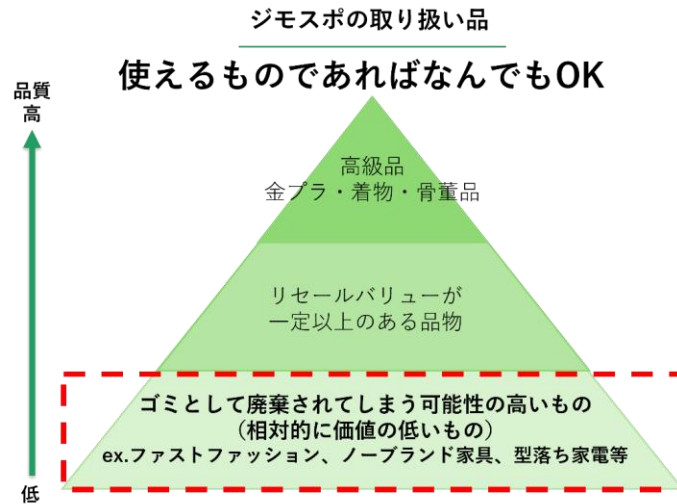 ジモスポの取り扱い品
使えるものであればなんでもOK
品質
高
高級品
金プラ・着物・骨董品
リセールバリューが
一定以上のある品物
ゴミとして廃棄されてしまう可能性の高いもの
（相対的に価値の低いもの）
ex.ファストファッション、ノーブランド家具、型落ち家電等
低